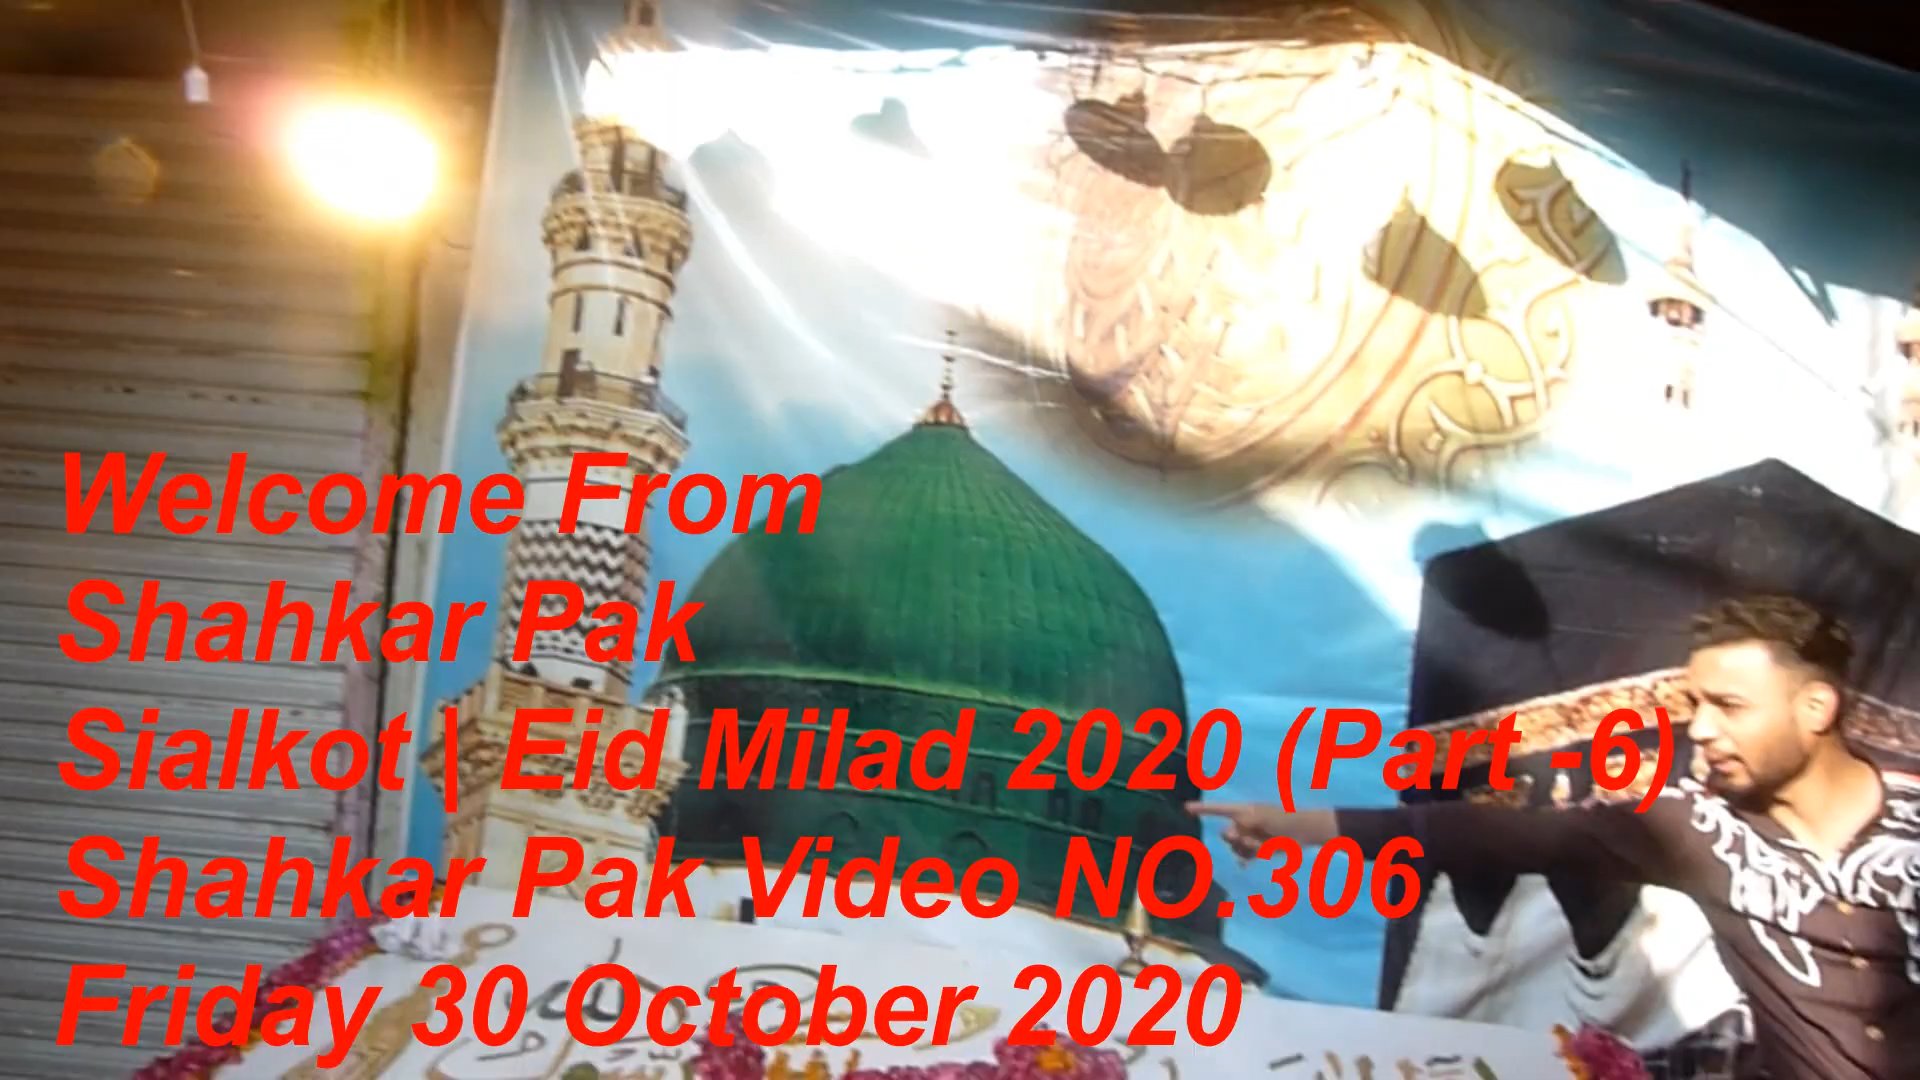 Welcome From
Shahkar Pak
Sialkot | Eid Milad 2020 (Part -6)
Shahkar Pak Video NO.306
Friday 30 October 2020